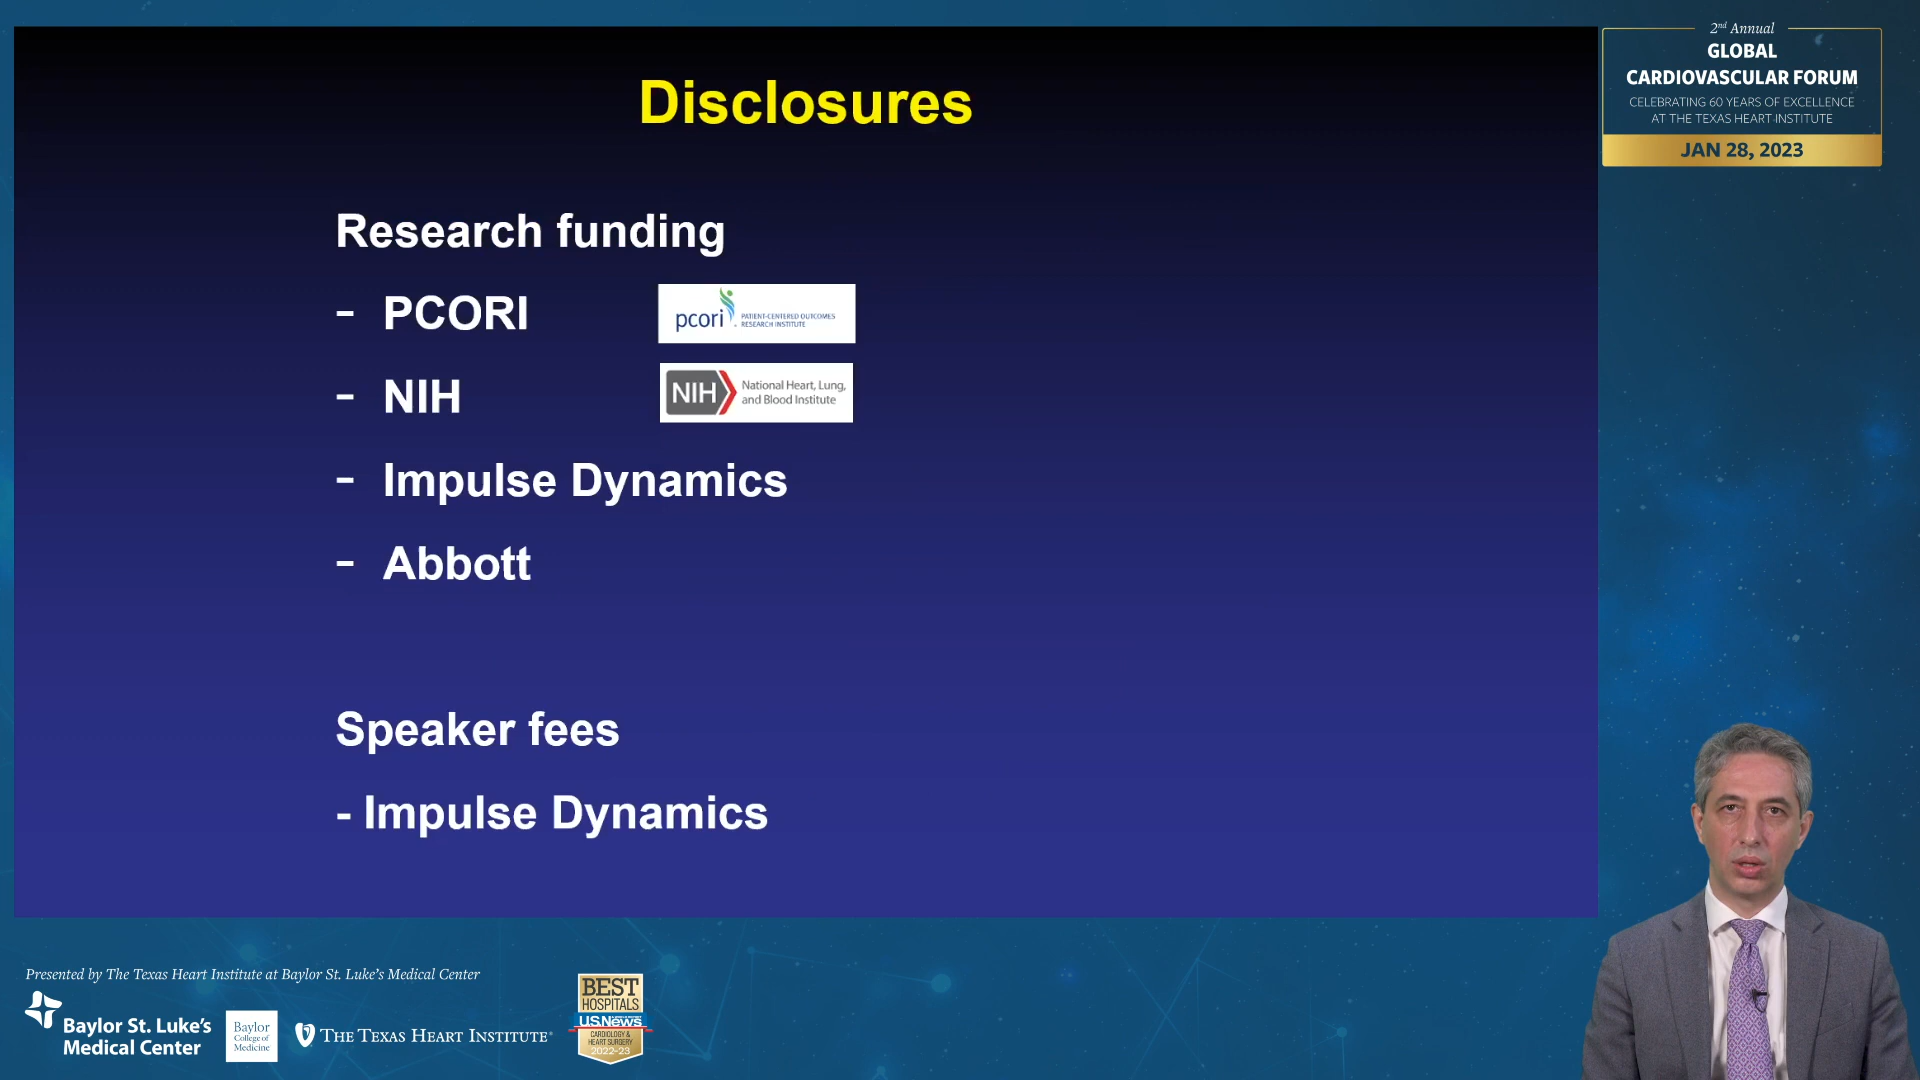 Disclosures
Research funding
- PCORI
pcori
PATIENT-CENTERED OUTCOMES
RESEARCH INSTITUTE
- NIH
NIH
National Heart, Lung,
and Blood Institute
- Impulse Dynamics
- Abbott
Speaker fees
- Impulse Dynamics
2nd Annual
GLOBAL
CARDIOVASCULAR FORUM
CELEBRATING 60 YEARS OF EXCELLENCE
AT THE TEXAS HEART INSTITUTE
JAN 28, 2023
Presented by The Texas Heart Institute at Baylor St. Luke's Medical Center
Baylor St. Luke's
Medical Center
Baylor
College of
Medicine
THE TEXAS HEART INSTITUTE®
BEST
HOSPITALS
U.S.News
CARDIOLOGY &
HEART SURGERY
2022-23